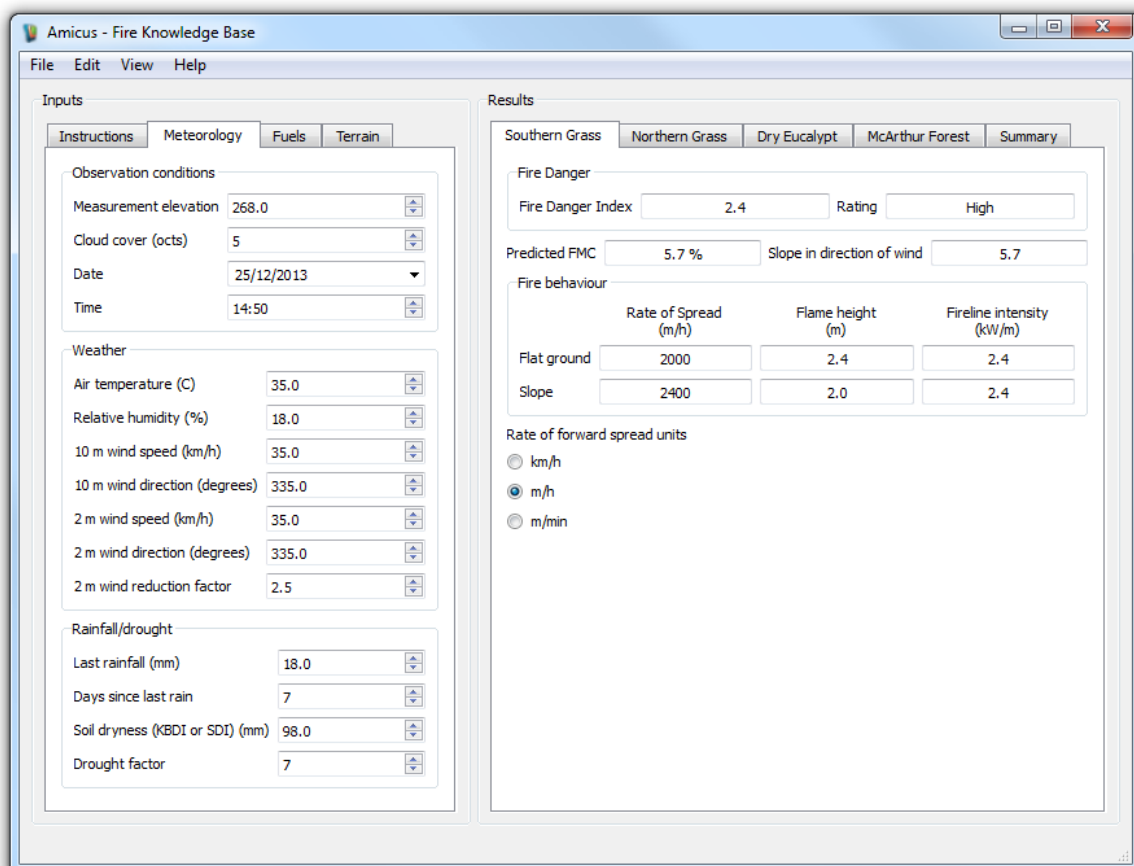 Amicus - Fire Knowledge Base
File Edit View Help
Inputs
Instructions Meteorology Fuels Terrain
Observation conditions
Measurement elevation 268.0
Cloud cover (octs) 5
Date 25/12/2013
Time 14:50
Weather
Air temperature (C) 35.0
Relative humidity (%) 18.0
10 m wind speed (km/h) 35.0
10 m wind direction (degrees) 335.0
2 m wind speed (km/h) 35.0
2 m wind direction (degrees) 335.0
2 m wind reduction factor 2.5
Rainfall/drought
Last rainfall (mm) 18.0
Days since last rain 7
Soil dryness (KBDI or SDI) (mm) 98.0
Drought factor 7
Results
Southern Grass Northern Grass Dry Eucalypt McArthur Forest Summary
Fire Danger
Fire Danger Index 2.4 Rating High
Predicted FMC 5.7 % Slope in direction of wind 5.7
Fire behaviour
Rate of Spread Flame height Fireline intensity
(m/h) (m) (kW/m)
Flat ground 2000 2.4 2.4
Slope 2400 2.0 2.4
Rate of forward spread units
km/h
m/h
m/min